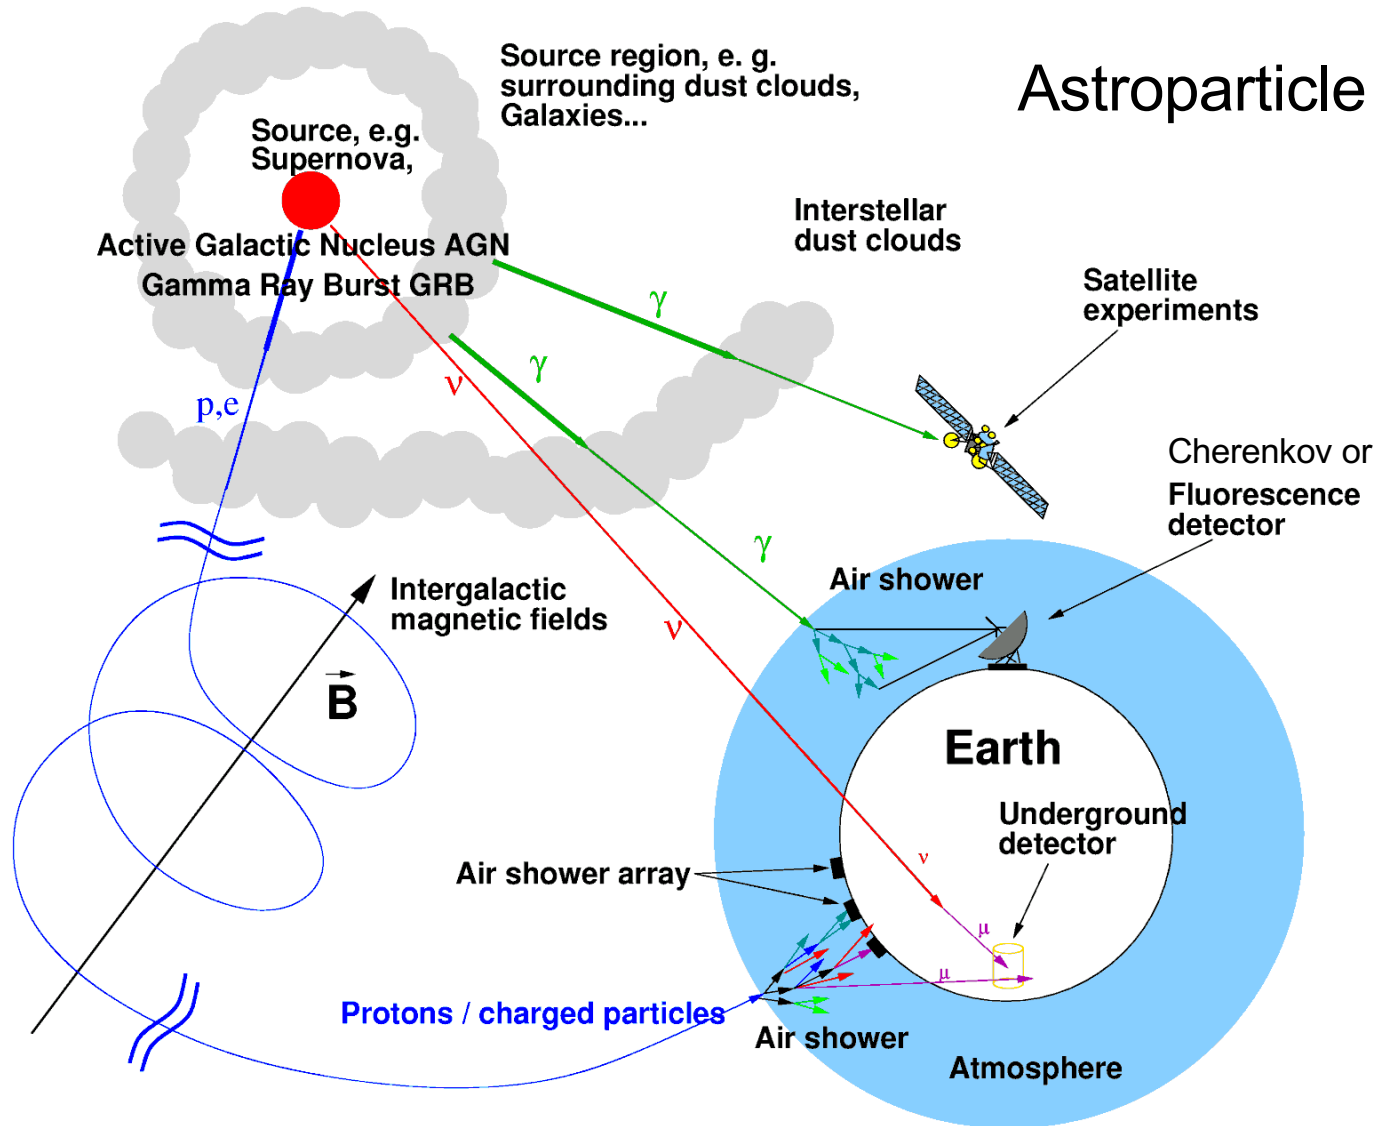 Astroparticle
Source region, e. g.
surrounding dust clouds,
Galaxies...
Source, e.g.
Supernova,
Active Galactic Nucleus AGN
Gamma Ray Burst GRB
Interstellar
dust clouds
Satellite
experiments
γ
γ
ν
p,e
Cherenkov or
Fluorescence
detector
γ
Air shower
Intergalactic
magnetic fields
ν
B
Earth
Underground
detector
ν
Air shower array
μ
μ
Protons / charged particles
Air shower
Atmosphere